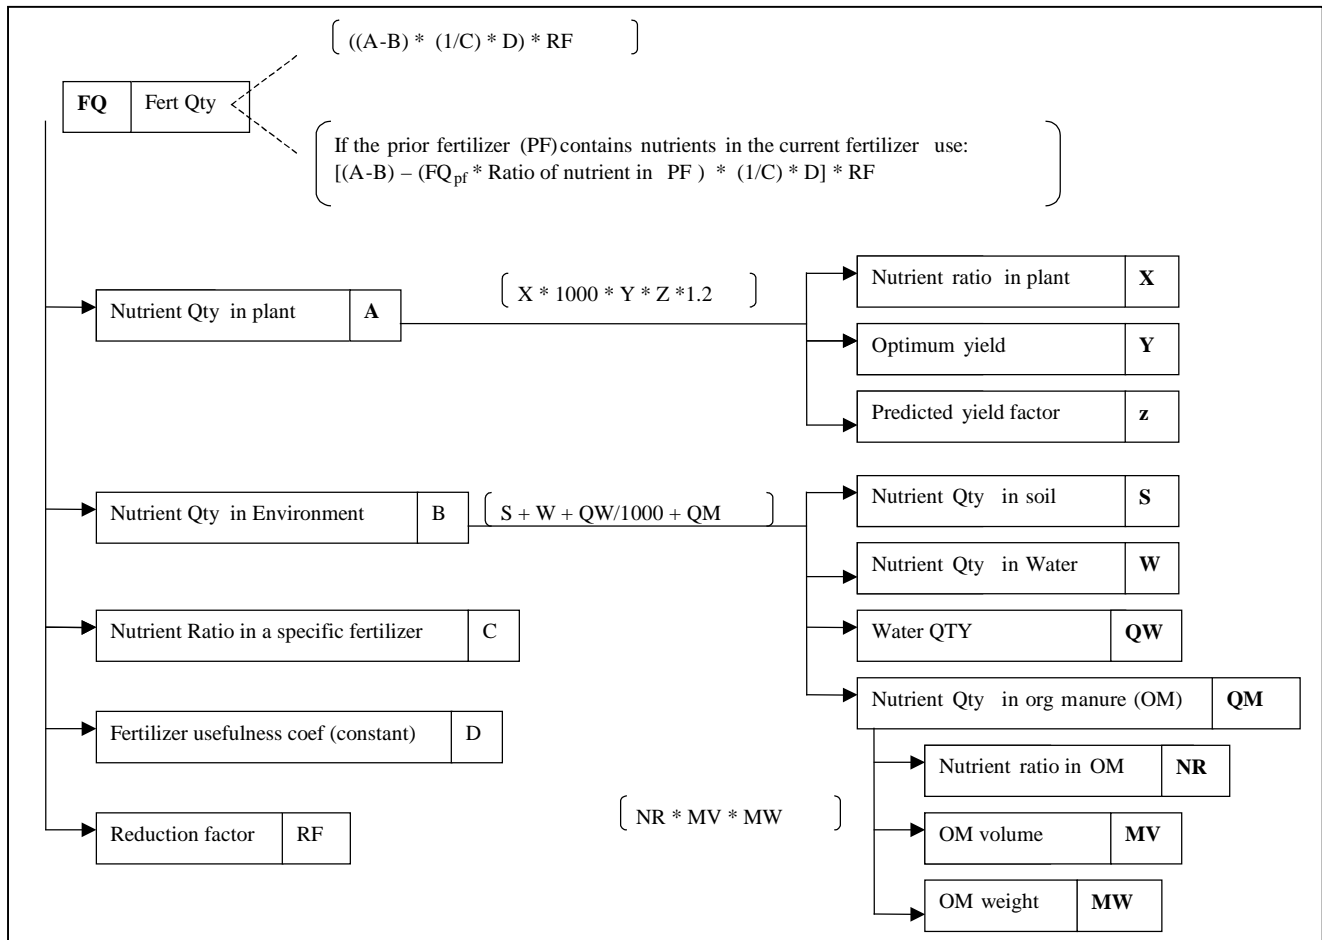 ((A-B) * (1/C) * D) * RF
FQ Fert Qty
If the prior fertilizer (PF) contains nutrients in the current fertilizer use:
[(A-B) – (FQpf * Ratio of nutrient in PF ) * (1/C) * D] * RF
Nutrient Qty in plant A
X * 1000 * Y * Z *1.2
Nutrient ratio in plant X
Optimum yield Y
Predicted yield factor z
Nutrient Qty in Environment B
S + W + QW/1000 + QM
Nutrient Qty in soil S
Nutrient Qty in Water W
Nutrient Ratio in a specific fertilizer C
Water QTY QW
Nutrient Qty in org manure (OM) QM
Fertilizer usefulness coef (constant) D
Nutrient ratio in OM NR
NR * MV * MW
Reduction factor RF
OM volume MV
OM weight MW